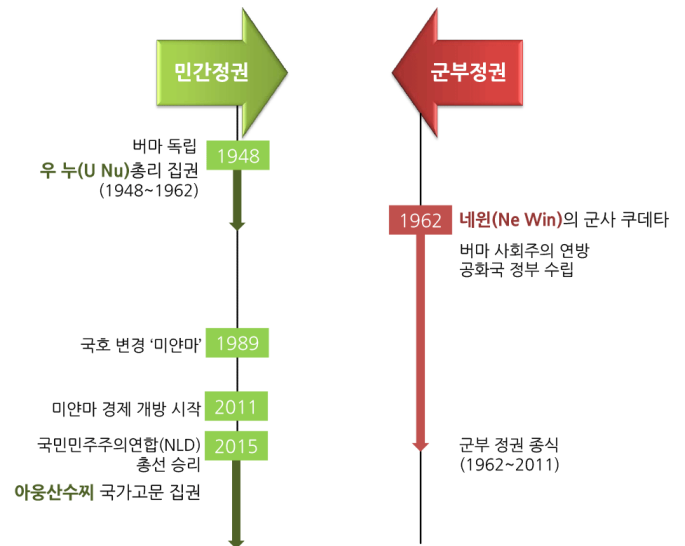 민간정권
군부정권
버마 독립
1948
우 누(U Nu)총리 집권
(1948~1962)
1962
네윈(Ne Win)의 군사 쿠데타
버마 사회주의 연방
공화국 정부 수립
국호 변경 ‘미얀마’
1989
미얀마 경제 개방 시작
2011
국민민주주의연합(NLD)
2015
총선 승리
군부 정권 종식
(1962~2011)
아웅산수찌 국가고문 집권